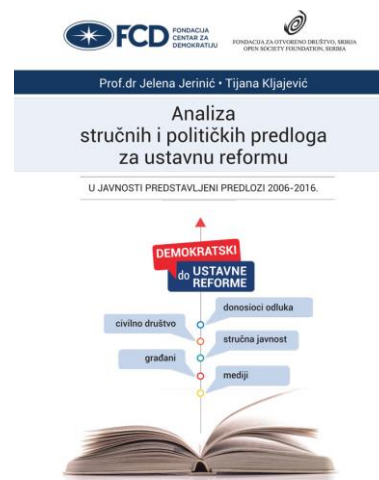 FCD
FONDACIJA
CENTAR ZA
DEMOKRATIJU
FONDACIJA ZA OTVORENO DRUŠTVO, SRBIJA
OPEN SOCIETY FOUNDATION, SERBIA
Prof.dr Jelena Jerinić • Tijana Kljajević
Analiza
stručnih i političkih predloga
za ustavnu reformu
U JAVNOSTI PREDSTAVLJENI PREDLOZI 2006-2016.
DEMOKRATSKI
do USTAVNE
REFORME
donosioci odluka
civilno društvo
stručna javnost
građani
mediji